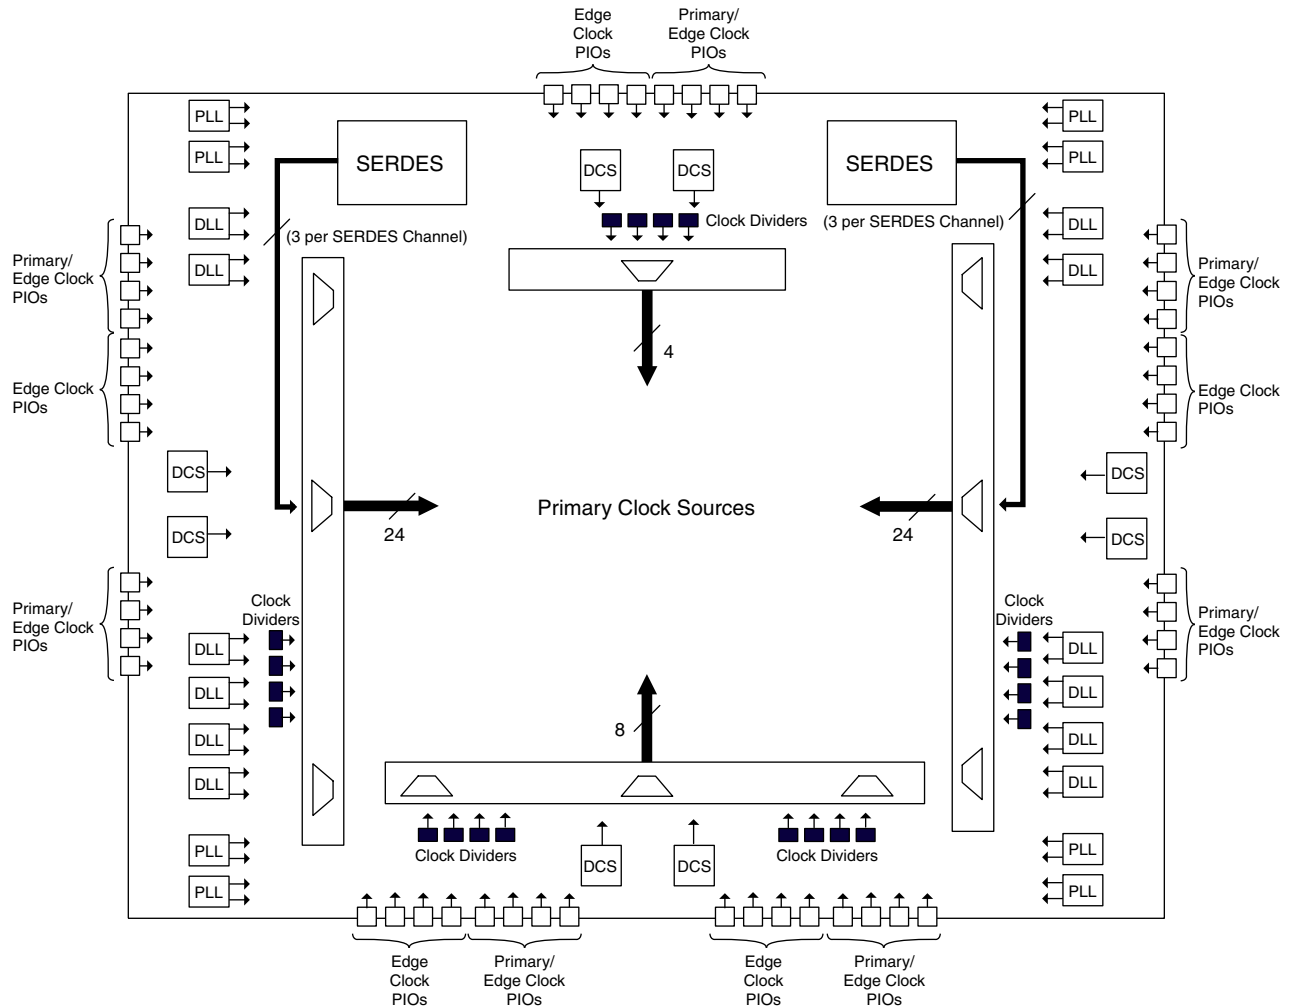 Edge
Clock
PIOs
Primary/
Edge Clock
PIOs
PLL
PLL
SERDES
SERDES
PLL
PLL
DCS
DCS
DLL
DLL
(3 per SERDES Channel)
Clock Dividers
(3 per SERDES Channel)
DLL
DLL
Primary/
Edge Clock
PIOs
Primary/
Edge Clock
PIOs
4
Edge Clock
PIOs
Edge Clock
PIOs
DCS
DCS
DCS
DCS
24
Primary Clock Sources
24
Primary/
Edge Clock
PIOs
Clock
Dividers
Clock
Dividers
Primary/
Edge Clock
PIOs
DLL
DLL
DLL
DLL
DLL
DLL
DLL
DLL
8
PLL
PLL
Clock Dividers
DCS
DCS
Clock Dividers
PLL
PLL
Edge
Clock
PIOs
Primary/
Edge Clock
PIOs
Edge
Clock
PIOs
Primary/
Edge Clock
PIOs